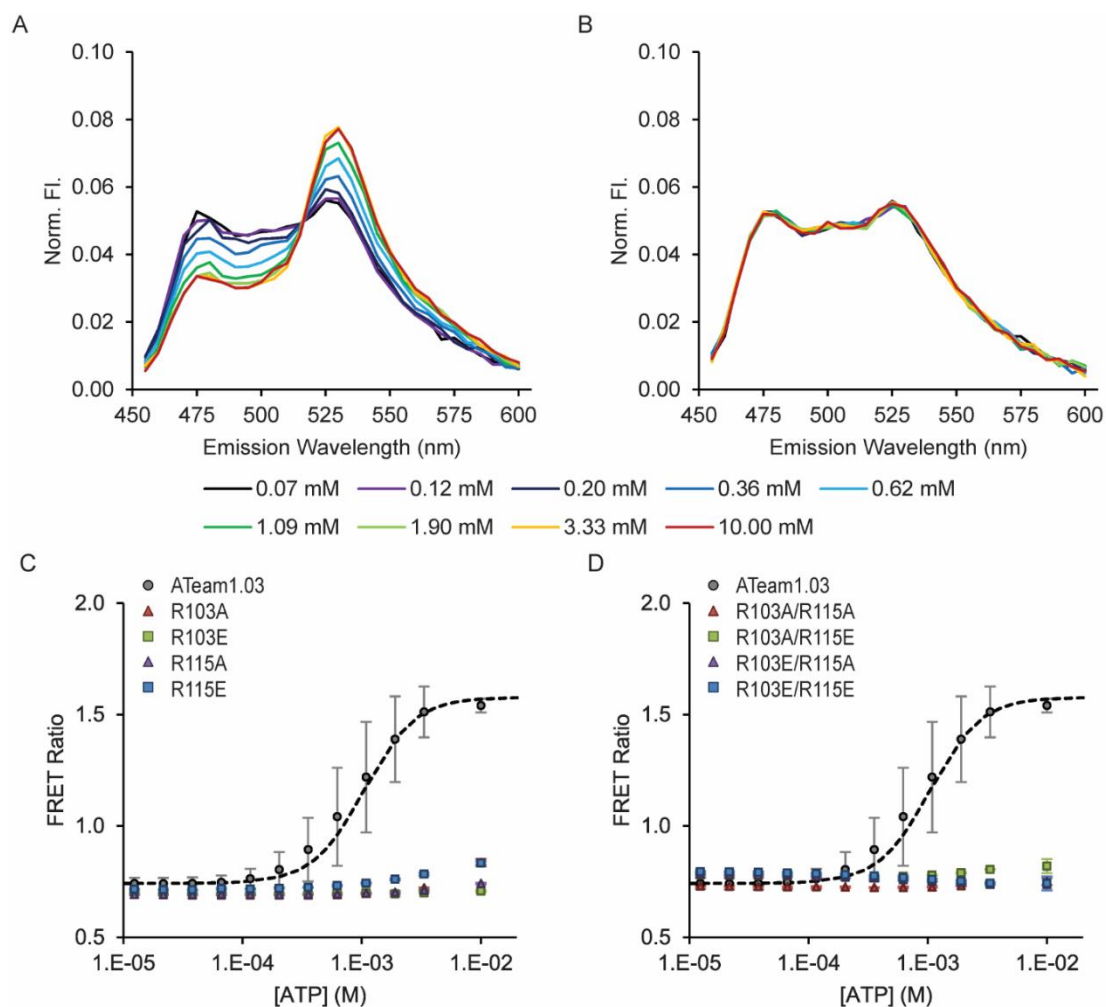 A
B
0.10
0.08
0.06
0.04
0.02
0.00
Norm. Fl.
450 475 500 525 550 575 600
Emission Wavelength (nm)
0.10
0.08
0.06
0.04
0.02
0.00
Norm. Fl.
450 475 500 525 550 575 600
Emission Wavelength (nm)
0.07 mM 0.12 mM 0.20 mM 0.36 mM 0.62 mM
1.09 mM 1.90 mM 3.33 mM 10.00 mM
C
ATeam1.03
R103A
R103E
R115A
R115E
2.0
1.5
1.0
0.5
FRET Ratio
1.E-05 1.E-04 1.E-03 1.E-02
[ATP] (M)
D
ATeam1.03
R103A/R115A
R103A/R115E
R103E/R115A
R103E/R115E
2.0
1.5
1.0
0.5
FRET Ratio
1.E-05 1.E-04 1.E-03 1.E-02
[ATP] (M)